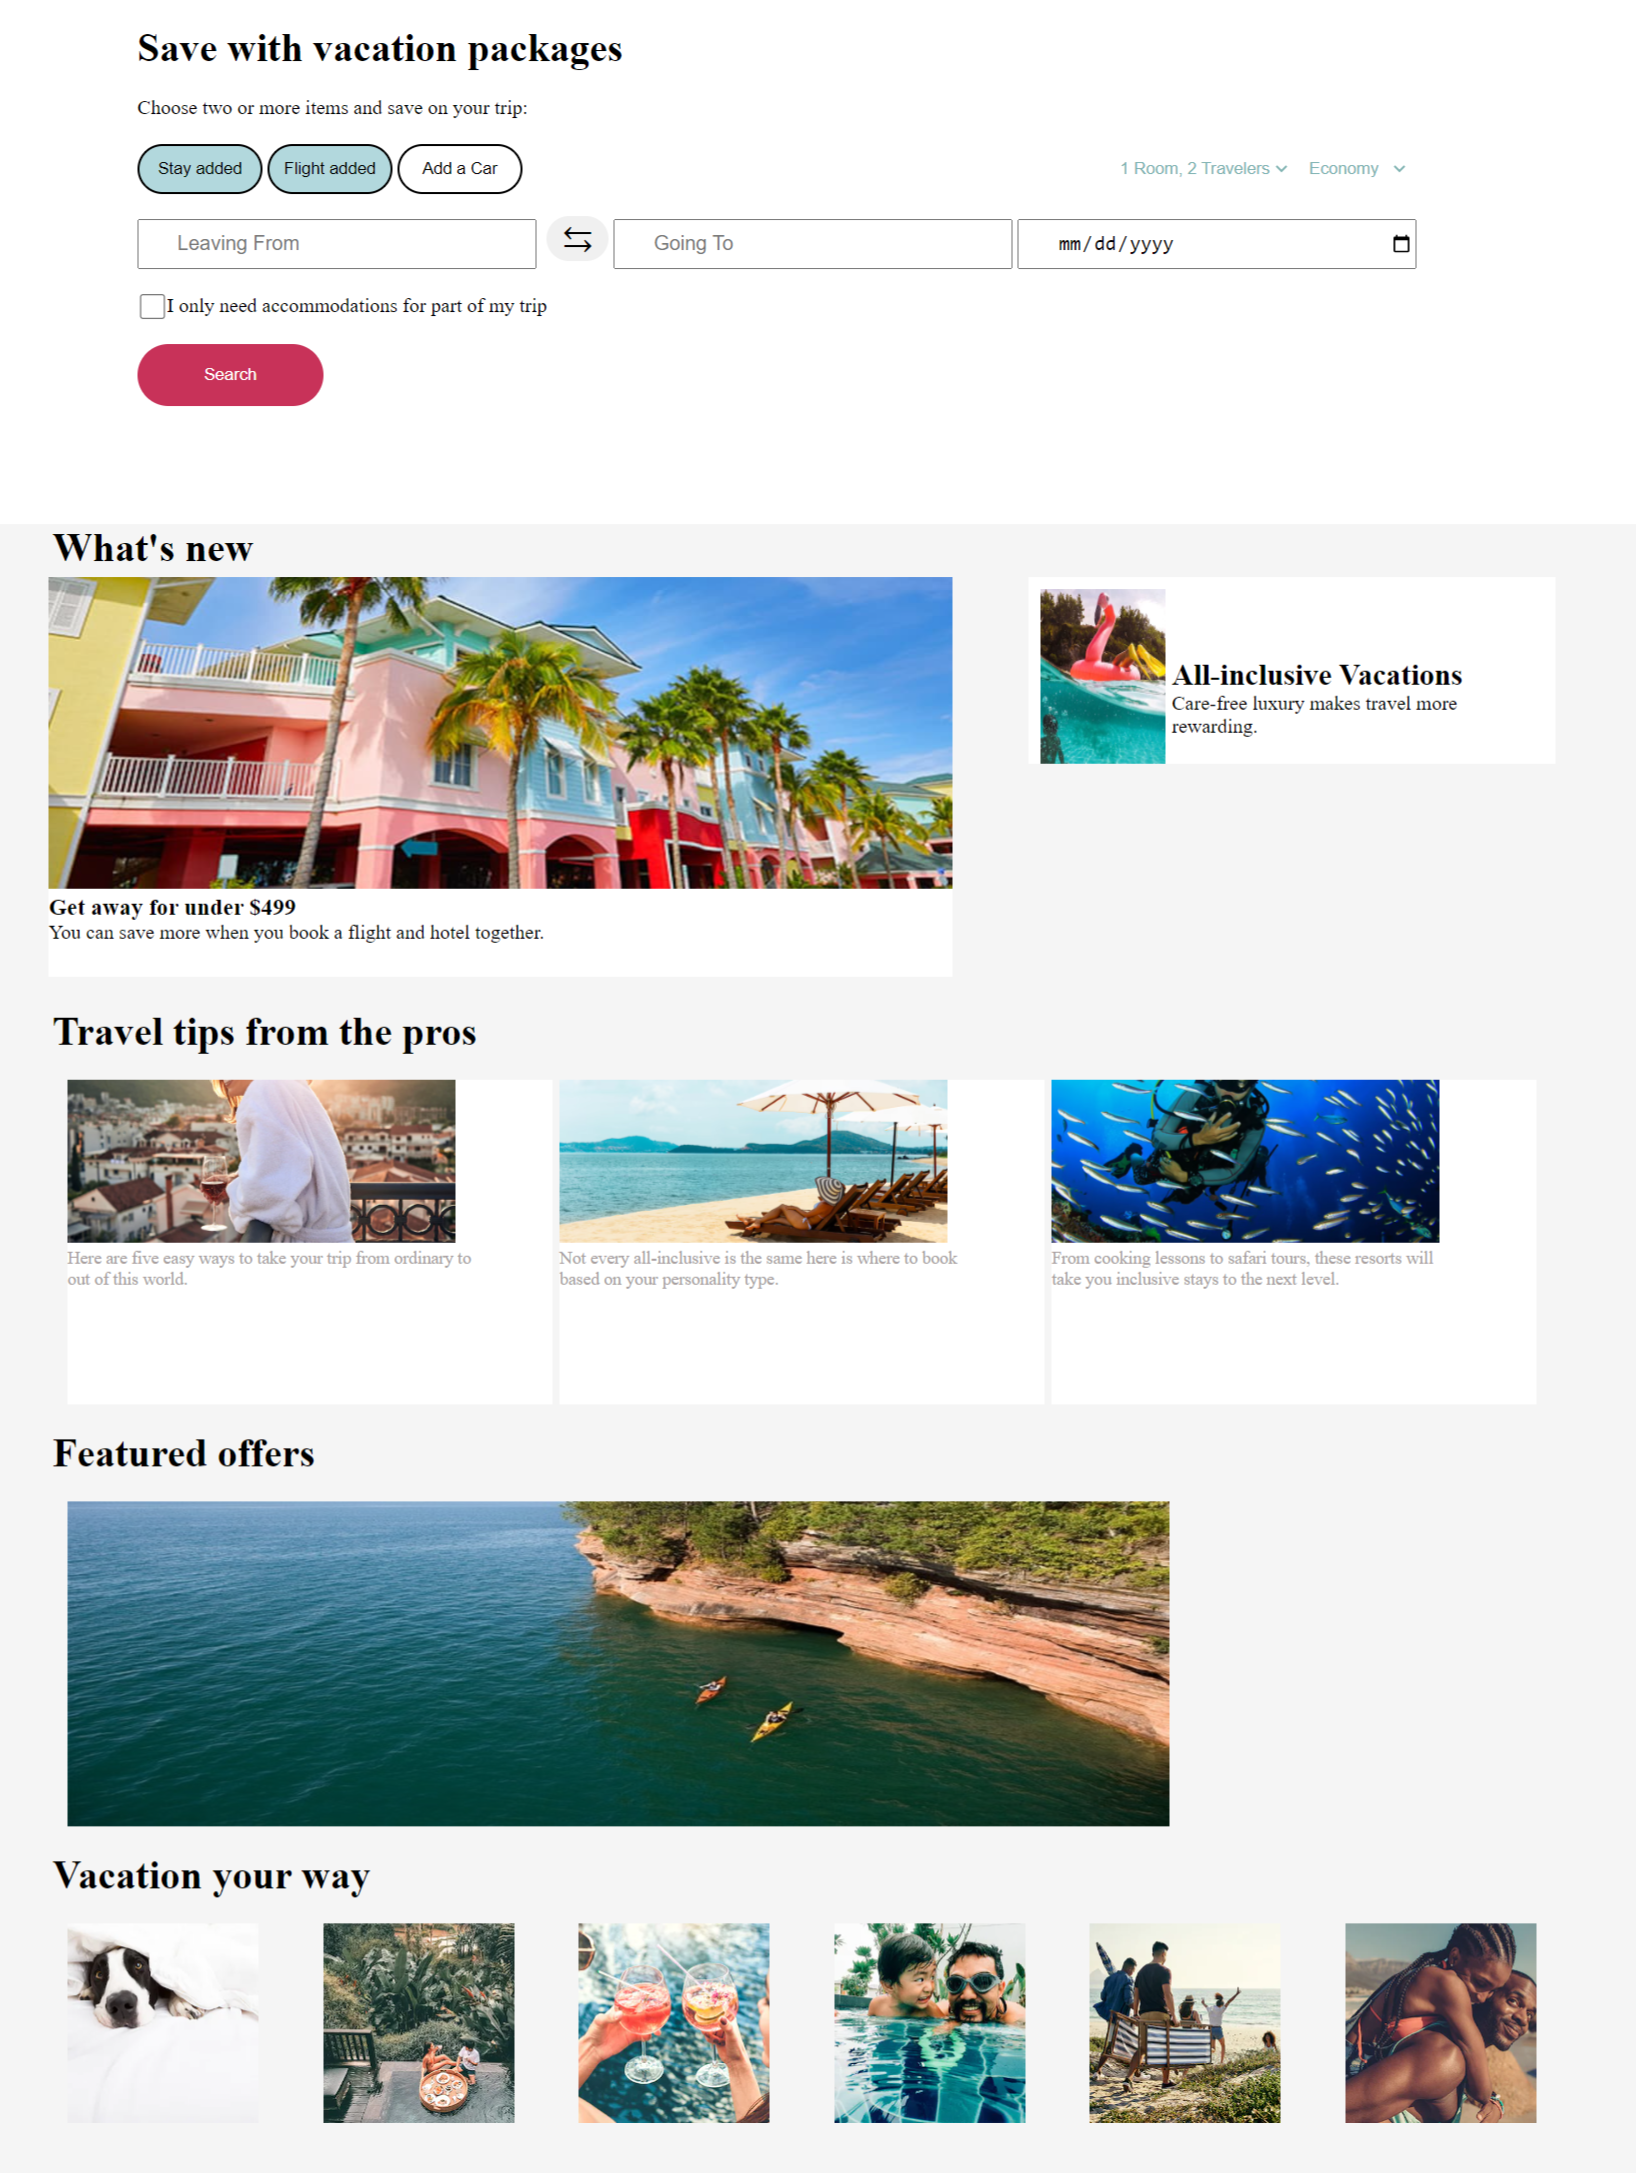 Save with vacation packages
Choose two or more items and save on your trip:
Stay added Flight added Add a Car 1 Room, 2 Travelers Economy
Leaving From Going To mm/dd/yyyy
I only need accommodations for part of my trip
Search
What's new
All-inclusive Vacations
Care-free luxury makes travel more
rewarding.
Get away for under $499
You can save more when you book a flight and hotel together.
Travel tips from the pros
Here are five easy ways to take your trip from ordinary to
out of this world.
Not every all-inclusive is the same here is where to book
based on your personality type.
From cooking lessons to safari tours, these resorts will
take you inclusive stays to the next level.
Featured offers
Vacation your way